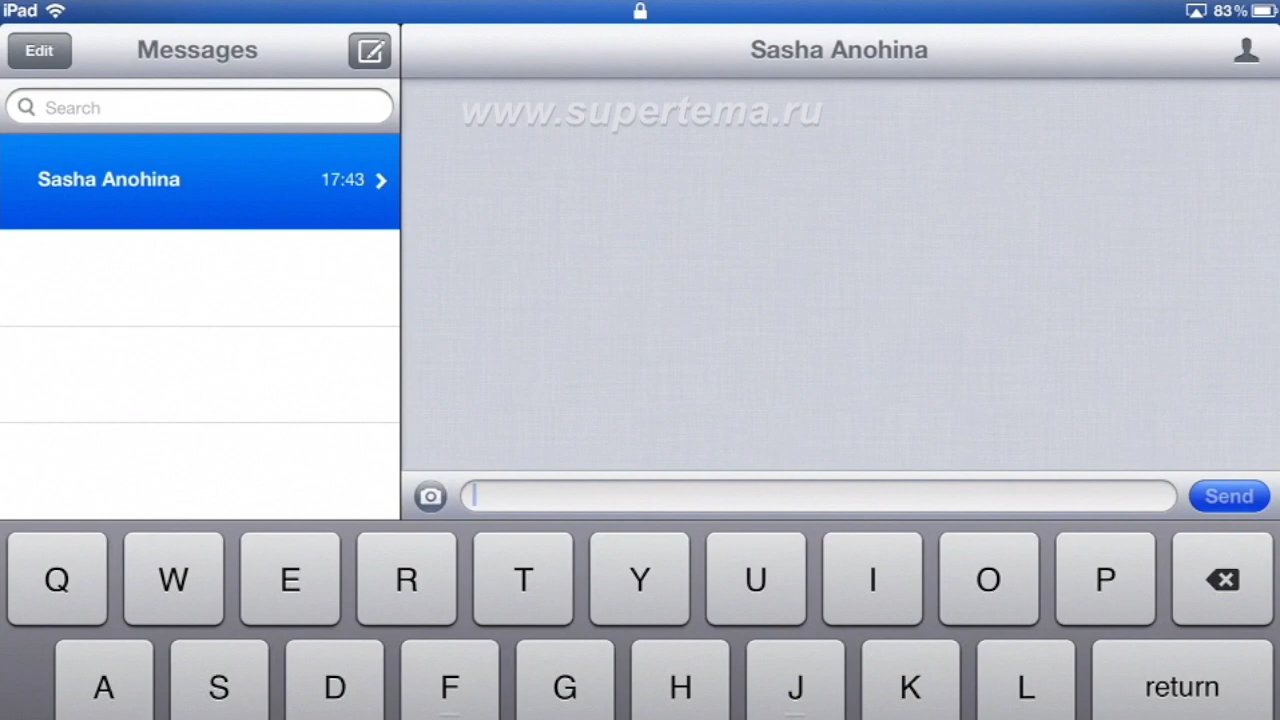 iPad 83%
Edit Messages Sasha Anohina
Search
www.supertema.ru
Sasha Anohina 17:43
Send
Q W E R T Y U I O P
A S D F G H J K L return